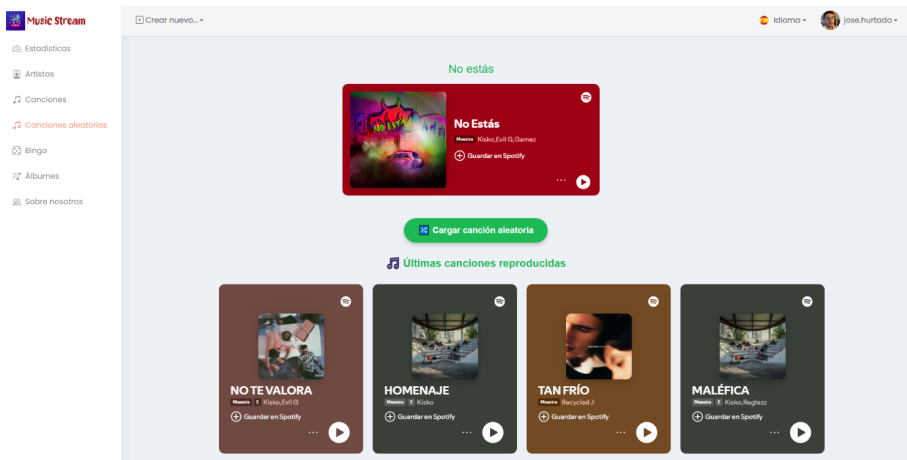 Music Stream
Crear nuevo...
Idioma
jose.hurtado
Estadísticas
Artistas
Canciones
Canciones aleatorias
Bingo
Álbumes
Sobre nosotros
No estás
NO ESTÁS
No Estás
Muestra Kisko,Evil G,Gamez
Guardar en Spotify
Cargar canción aleatoria
Últimas canciones reproducidas
NO TE VALORA
Muestra E Kisko,Evil G
Guardar en Spotify
HOMENAJE
Muestra E Kisko
Guardar en Spotify
TAN FRÍO
Muestra Recycled J
Guardar en Spotify
MALÉFICA
Muestra E Kisko,Reglezz
Guardar en Spotify